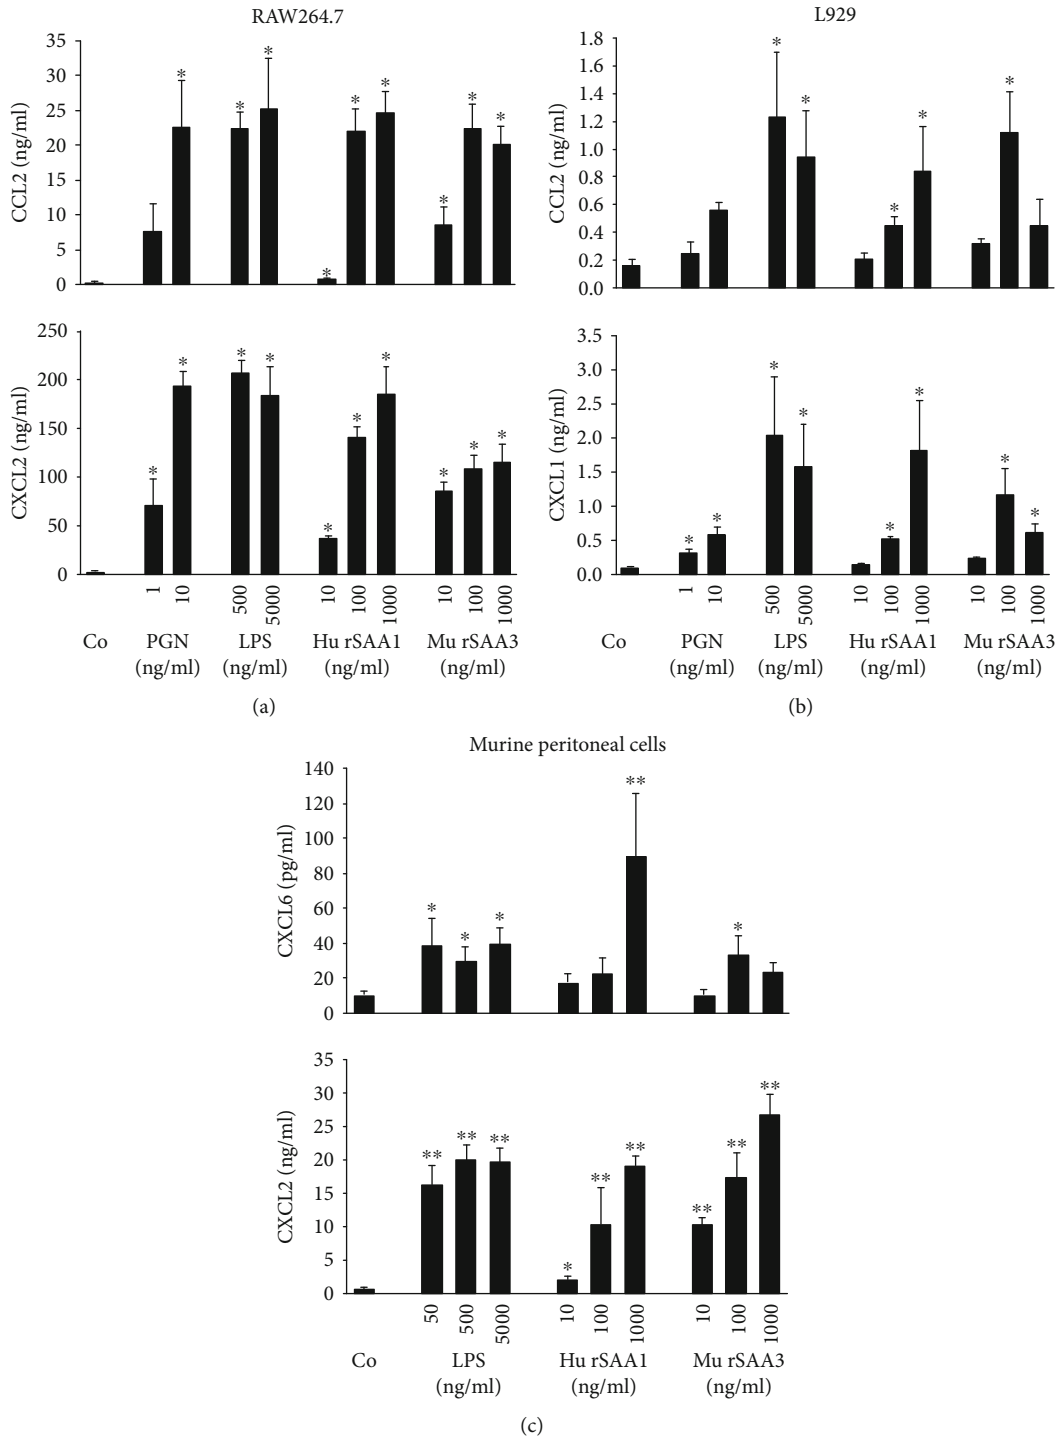 RAW264.7
CCL2 (ng/ml)
35
30
25
20
15
10
5
0
* * * * * * * * * *
CXCL2 (ng/ml)
250
200
150
100
50
0
* * * * * * * * * *
1 10 500 5000 10 100 1000 10 100 1000
Co PGN LPS Hu rSAA1 Mu rSAA3
(ng/ml) (ng/ml) (ng/ml) (ng/ml)
(a)
L929
CCL2 (ng/ml)
1.8
1.6
1.4
1.2
1.0
0.8
0.6
0.4
0.2
0.0
* * * * *
CXCL1 (ng/ml)
3.5
3.0
2.5
2.0
1.5
1.0
0.5
0.0
* * * * * * * *
1 10 500 5000 10 100 1000 10 100 1000
Co PGN LPS Hu rSAA1 Mu rSAA3
(ng/ml) (ng/ml) (ng/ml) (ng/ml)
(b)
Murine peritoneal cells
CXCL6 (pg/ml)
140
120
100
80
60
40
20
0
* * * ** *
CXCL2 (ng/ml)
35
30
25
20
15
10
5
0
** ** ** * ** ** ** ** **
50 500 5000 10 100 1000 10 100 1000
Co LPS Hu rSAA1 Mu rSAA3
(ng/ml) (ng/ml) (ng/ml)
(c)